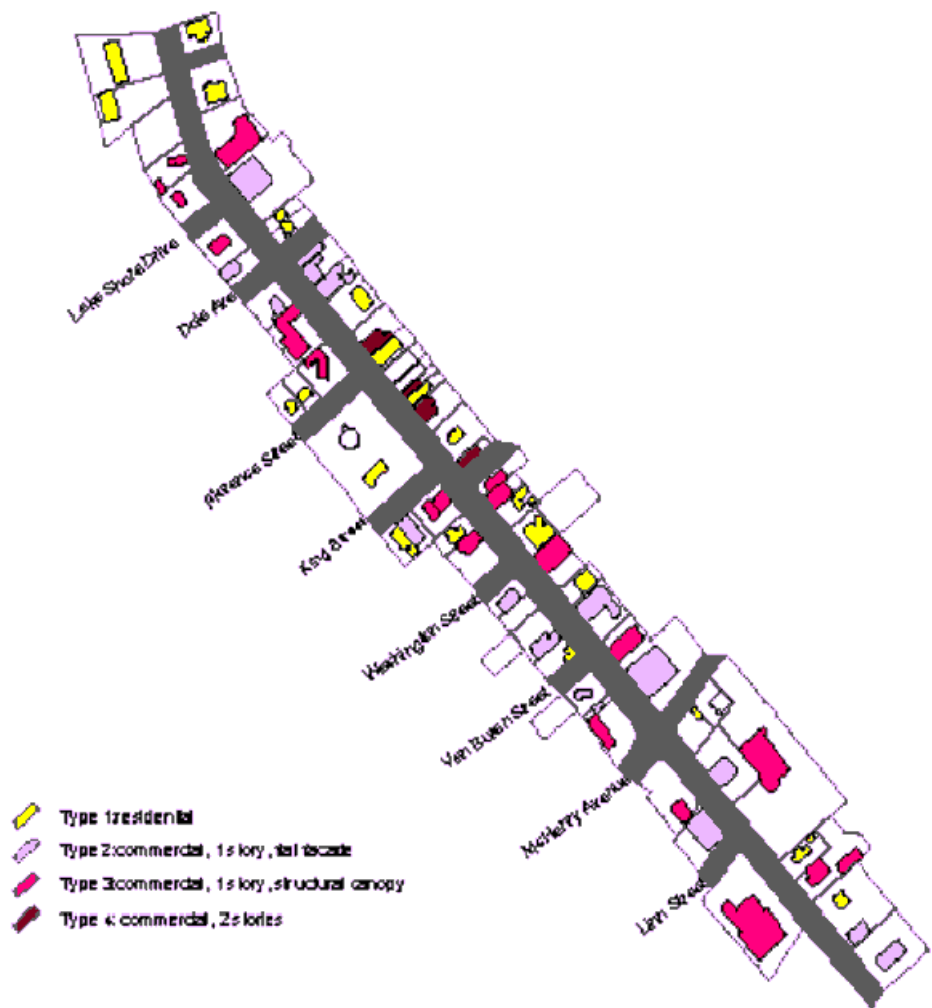 Lake Shore Drive
Dole Ave
Florence Street
King Street
Washington Street
Van Buren Street
McHenry Avenue
Linn Street
Type 1:residential
Type 2:commercial, 1 story, flat facade
Type 3:commercial, 1 story, structural canopy
Type 4: commercial, 2 stories